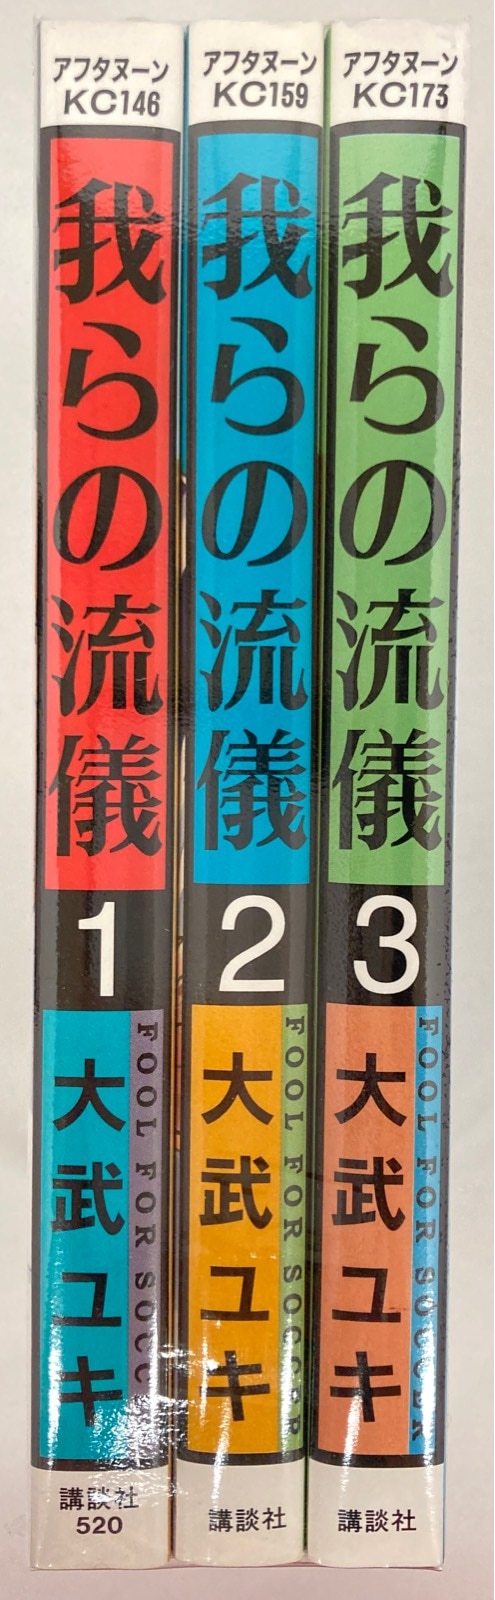 アフタヌーン
KC146
我らの流儀
1
大武ユキ
FOOL FOR SOCC
講談社
520
アフタヌーン
KC159
我らの流儀
2
大武ユキ
FOOL FOR SOCCER
講談社
アフタヌーン
KC173
我らの流儀
3
大武ユキ
FOOL FOR SOCCER
講談社